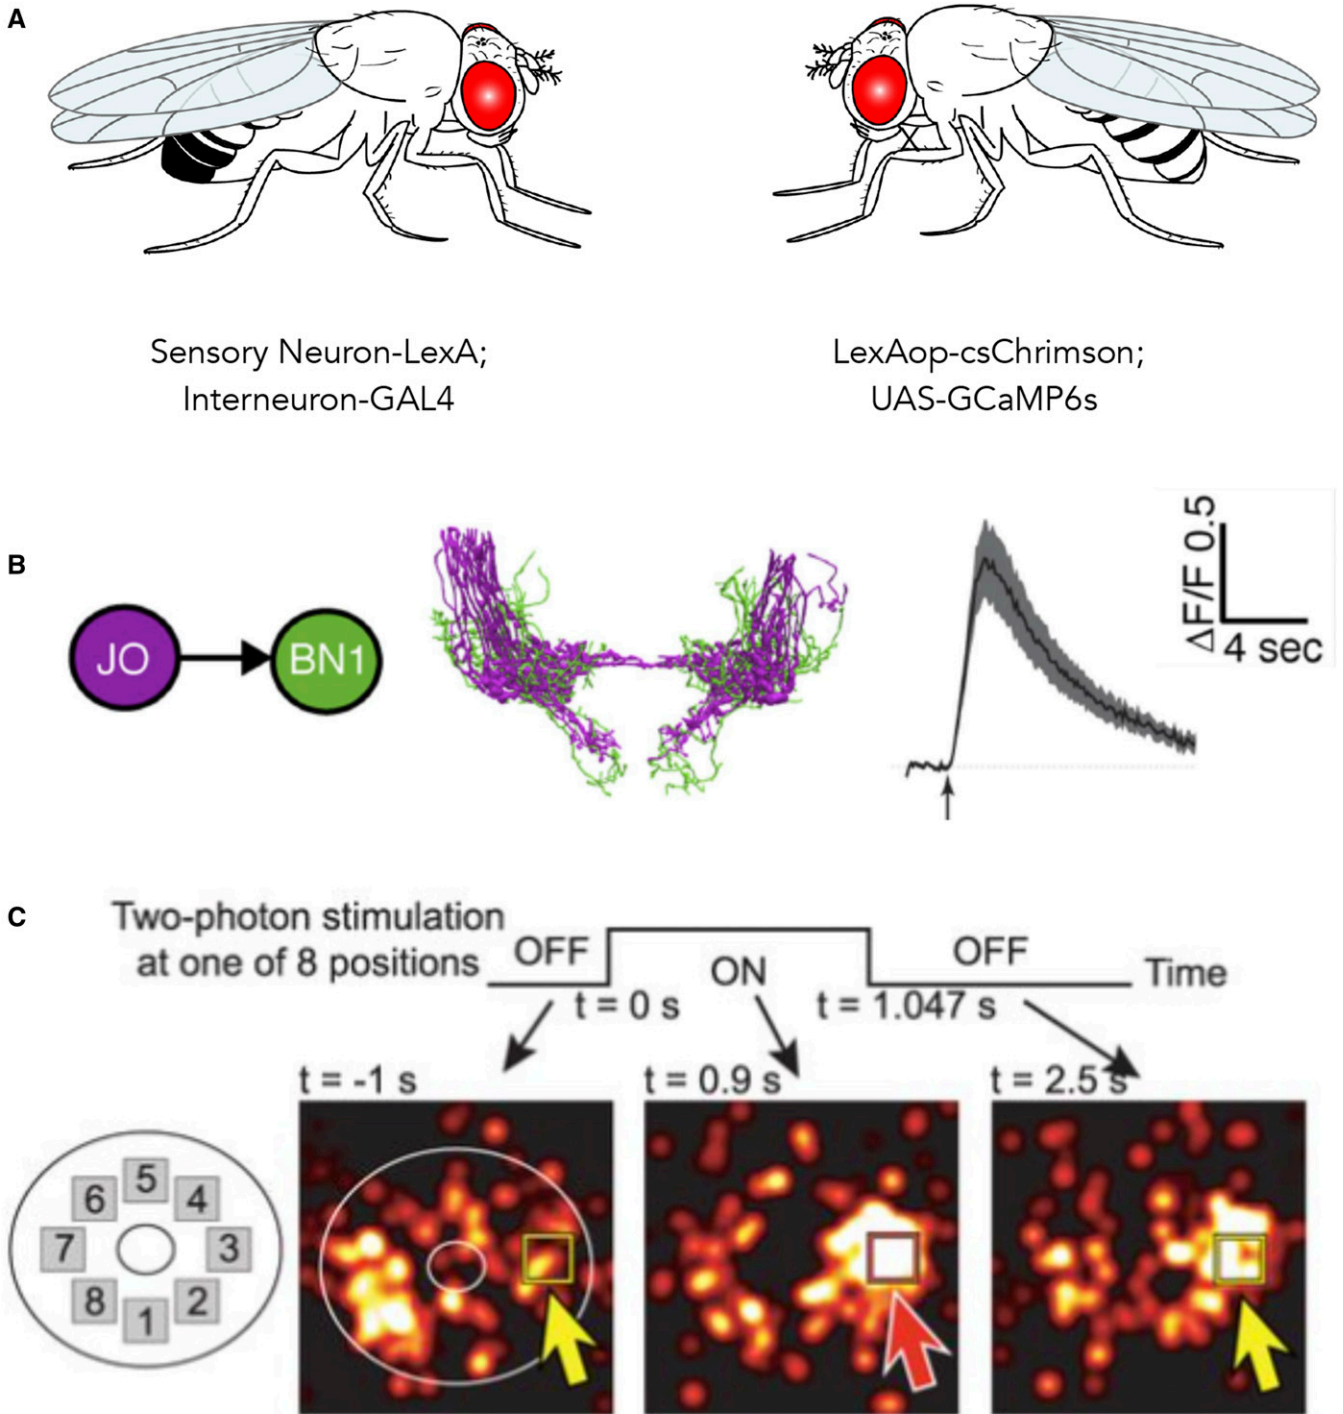 A
Sensory Neuron-LexA;
Interneuron-GAL4
LexAop-csChrimson;
UAS-GCaMP6s
B
JO
BN1
ΔF/F 0.5
4 sec
C
Two-photon stimulation
at one of 8 positions
OFF
ON
OFF
Time
t = 0 s
t = 1.047 s
t = -1 s
t = 0.9 s
t = 2.5 s
5
6
4
7
3
8
2
1